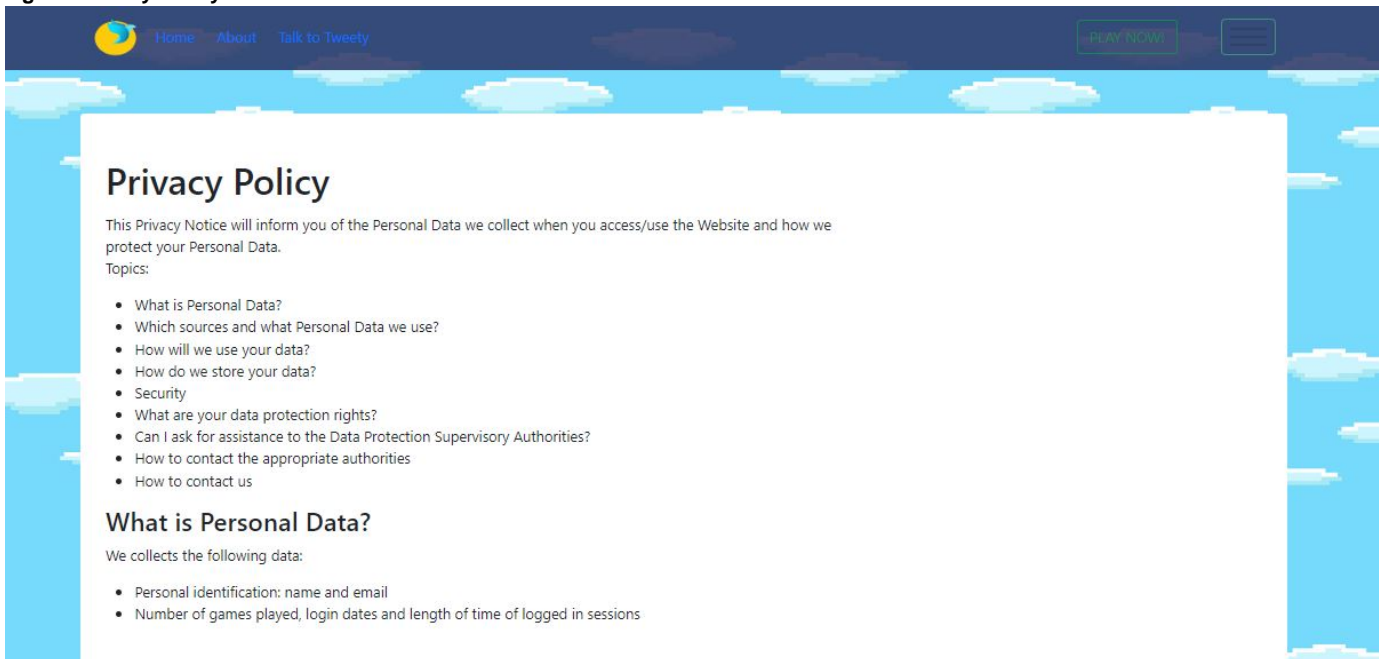 Home About Talk to Tweety PLAY NOW!
Privacy Policy
This Privacy Notice will inform you of the Personal Data we collect when you access/use the Website and how we
protect your Personal Data.
Topics:
• What is Personal Data?
• Which sources and what Personal Data we use?
• How will we use your data?
• How do we store your data?
• Security
• What are your data protection rights?
• Can I ask for assistance to the Data Protection Supervisory Authorities?
• How to contact the appropriate authorities
• How to contact us
What is Personal Data?
We collects the following data:
• Personal identification: name and email
• Number of games played, login dates and length of time of logged in sessions